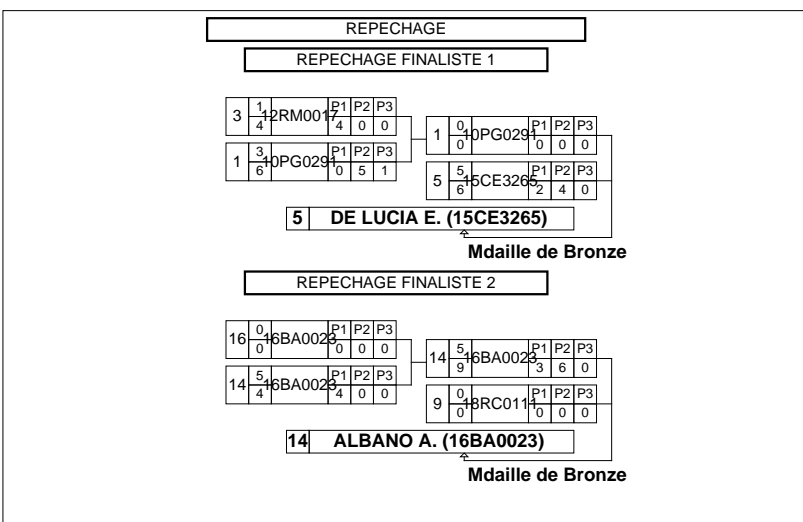 REPECHAGE
REPECHAGE FINALISTE 1
3 1 4 12RM0017 P1 P2 P3 4 0 0
1 3 6 10PG0291 P1 P2 P3 0 5 1
1 0 0 10PG0291 P1 P2 P3 0 0 0
5 5 6 15CE3265 P1 P2 P3 2 4 0
5 DE LUCIA E. (15CE3265)
Mdaille de Bronze
REPECHAGE FINALISTE 2
16 0 0 16BA0023 P1 P2 P3 0 0 0
14 5 4 16BA0023 P1 P2 P3 4 0 0
14 5 9 16BA0023 P1 P2 P3 3 6 0
9 0 0 18RC0111 P1 P2 P3 0 0 0
14 ALBANO A. (16BA0023)
Mdaille de Bronze